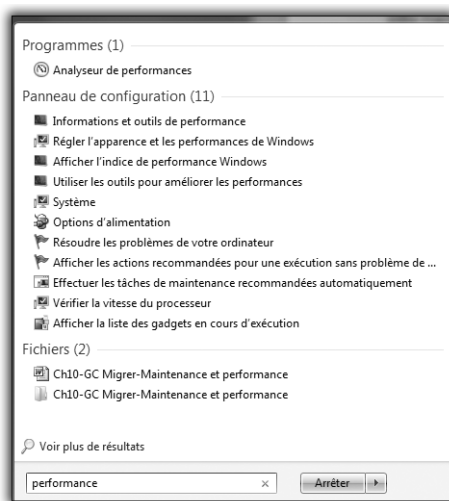 Programmes (1)
Analyseur de performances
Panneau de configuration (11)
Informations et outils de performance
Régler l'apparence et les performances de Windows
Afficher l'indice de performance Windows
Utiliser les outils pour améliorer les performances
Système
Options d'alimentation
Résoudre les problèmes de votre ordinateur
Afficher les actions recommandées pour une exécution sans problème de ...
Effectuer les tâches de maintenance recommandées automatiquement
Vérifier la vitesse du processeur
Afficher la liste des gadgets en cours d'exécution
Fichiers (2)
Ch10-GC Migrer-Maintenance et performance
Ch10-GC Migrer-Maintenance et performance
Voir plus de résultats
performance × Arrêter